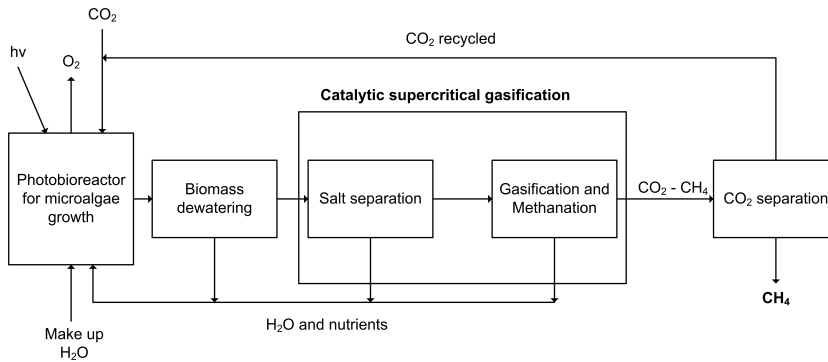 CO₂
CO₂ recycled
hv
O₂
Catalytic supercritical gasification
Photobioreactor
for microalgae
growth
Biomass
dewatering
Salt separation
Gasification and
Methanation
CO₂ - CH₄
CO₂ separation
CH₄
H₂O and nutrients
Make up
H₂O